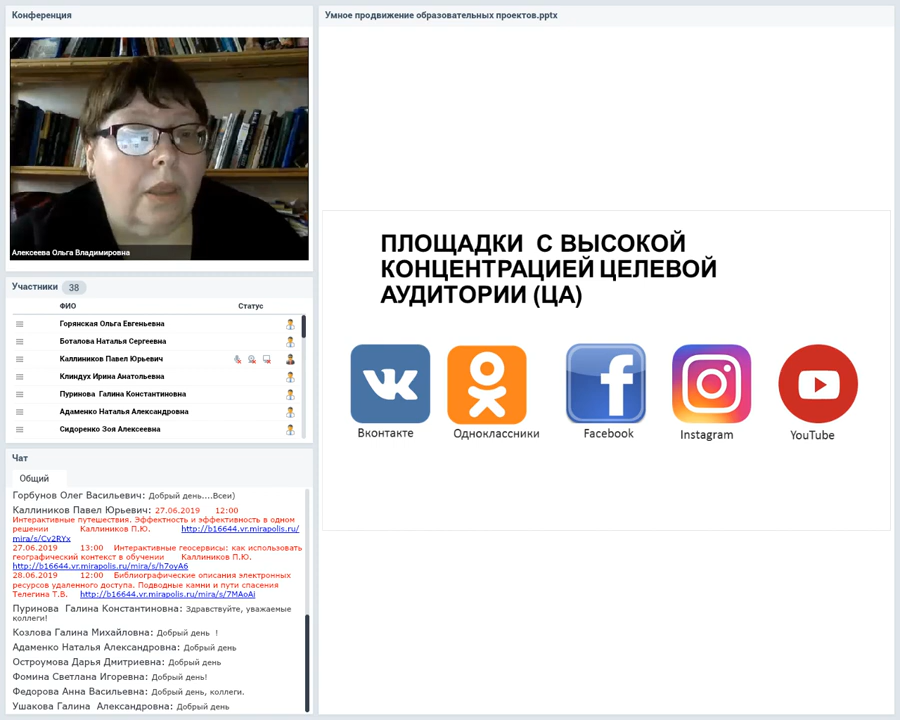 Конференция
Алексеева Ольга Владимировна
Участники 38
ФИО Статус
Горянская Ольга Евгеньевна
Боталова Наталья Сергеевна
Каллиников Павел Юрьевич
Клиндух Ирина Анатольевна
Пуринова Галина Константиновна
Адаменко Наталья Александровна
Сидоренко Зоя Алексеевна
Чат
Общий
Горбунов Олег Васильевич: Добрый день....Всеи)
Каллиников Павел Юрьевич: 27.06.2019 12:00
Интерактивные путешествия. Эффектность и эффективность в одном
решении Каллиников П.Ю. http://b16644.vr.mirapolis.ru/
mira/s/Cv2RYx
27.06.2019 13:00 Интерактивные геосервисы: как использовать
географический контекст в обучении Каллиников П.Ю.
http://b16644.vr.mirapolis.ru/mira/s/h7oyA6
28.06.2019 12:00 Библиографические описания электронных
ресурсов удаленного доступа. Подводные камни и пути спасения
Телегина Т.В. http://b16644.vr.mirapolis.ru/mira/s/7MAoAi
Пуринова Галина Константиновна: Здравствуйте, уважаемые
коллеги!
Козлова Галина Михайловна: Добрый день !
Адаменко Наталья Александровна: Добрый день
Остроумова Дарья Дмитриевна: Добрый день
Фомина Светлана Игоревна: Добрый день!
Федорова Анна Васильевна: Добрый день, коллеги.
Ушакова Галина Александровна: Добрый день
Умное продвижение образовательных проектов.pptx
ПЛОЩАДКИ С ВЫСОКОЙ
КОНЦЕНТРАЦИЕЙ ЦЕЛЕВОЙ
АУДИТОРИИ (ЦА)
Вконтакте
Одноклассники
Facebook
Instagram
YouTube